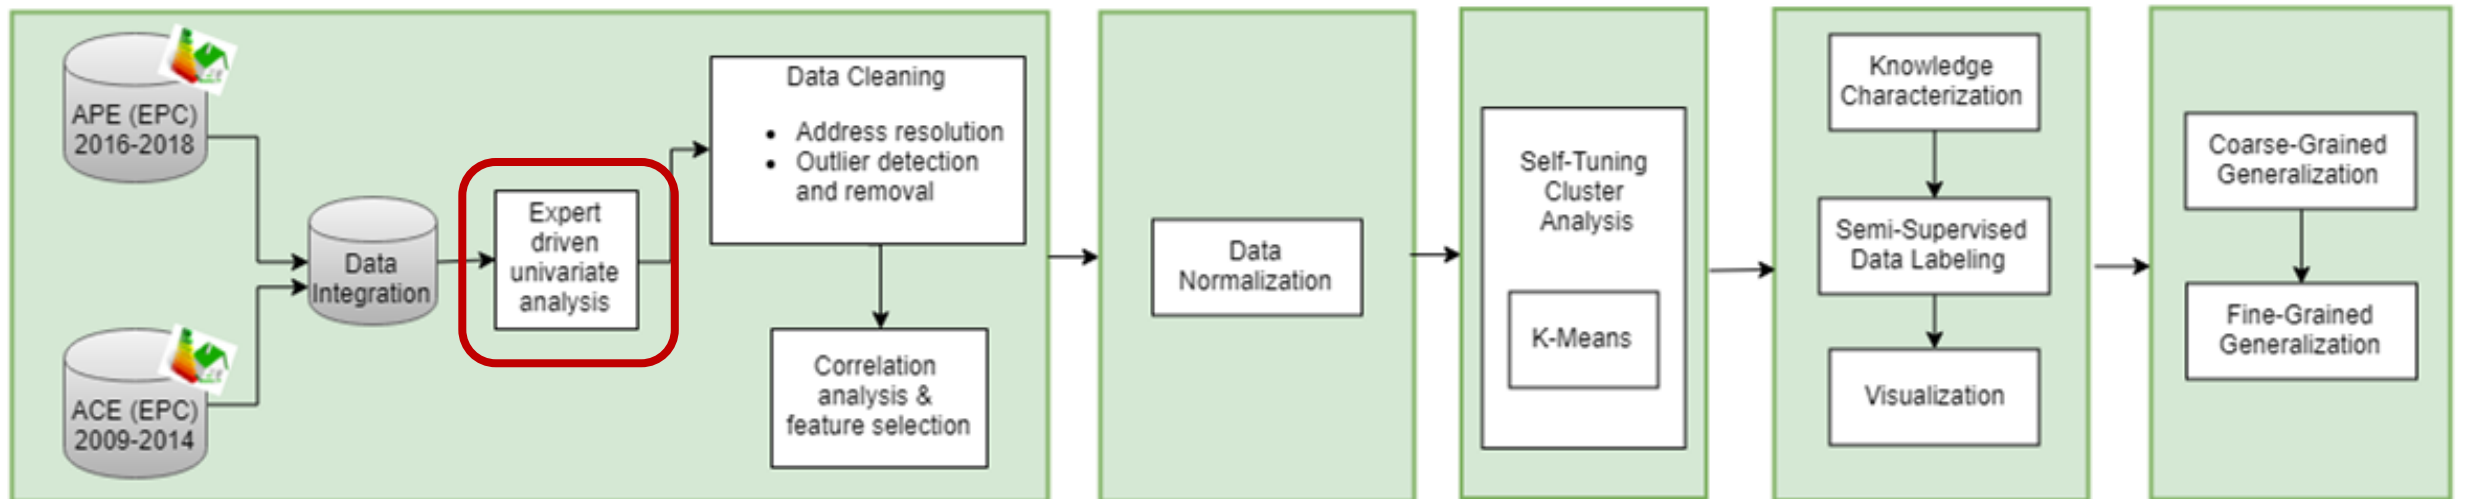 APE (EPC)
2016-2018
ACE (EPC)
2009-2014
Data
Integration
Expert
driven
univariate
analysis
Data Cleaning
• Address resolution
• Outlier detection
and removal
Correlation
analysis &
feature selection
Data
Normalization
Self-Tuning
Cluster
Analysis
K-Means
Knowledge
Characterization
Semi-Supervised
Data Labeling
Visualization
Coarse-Grained
Generalization
Fine-Grained
Generalization